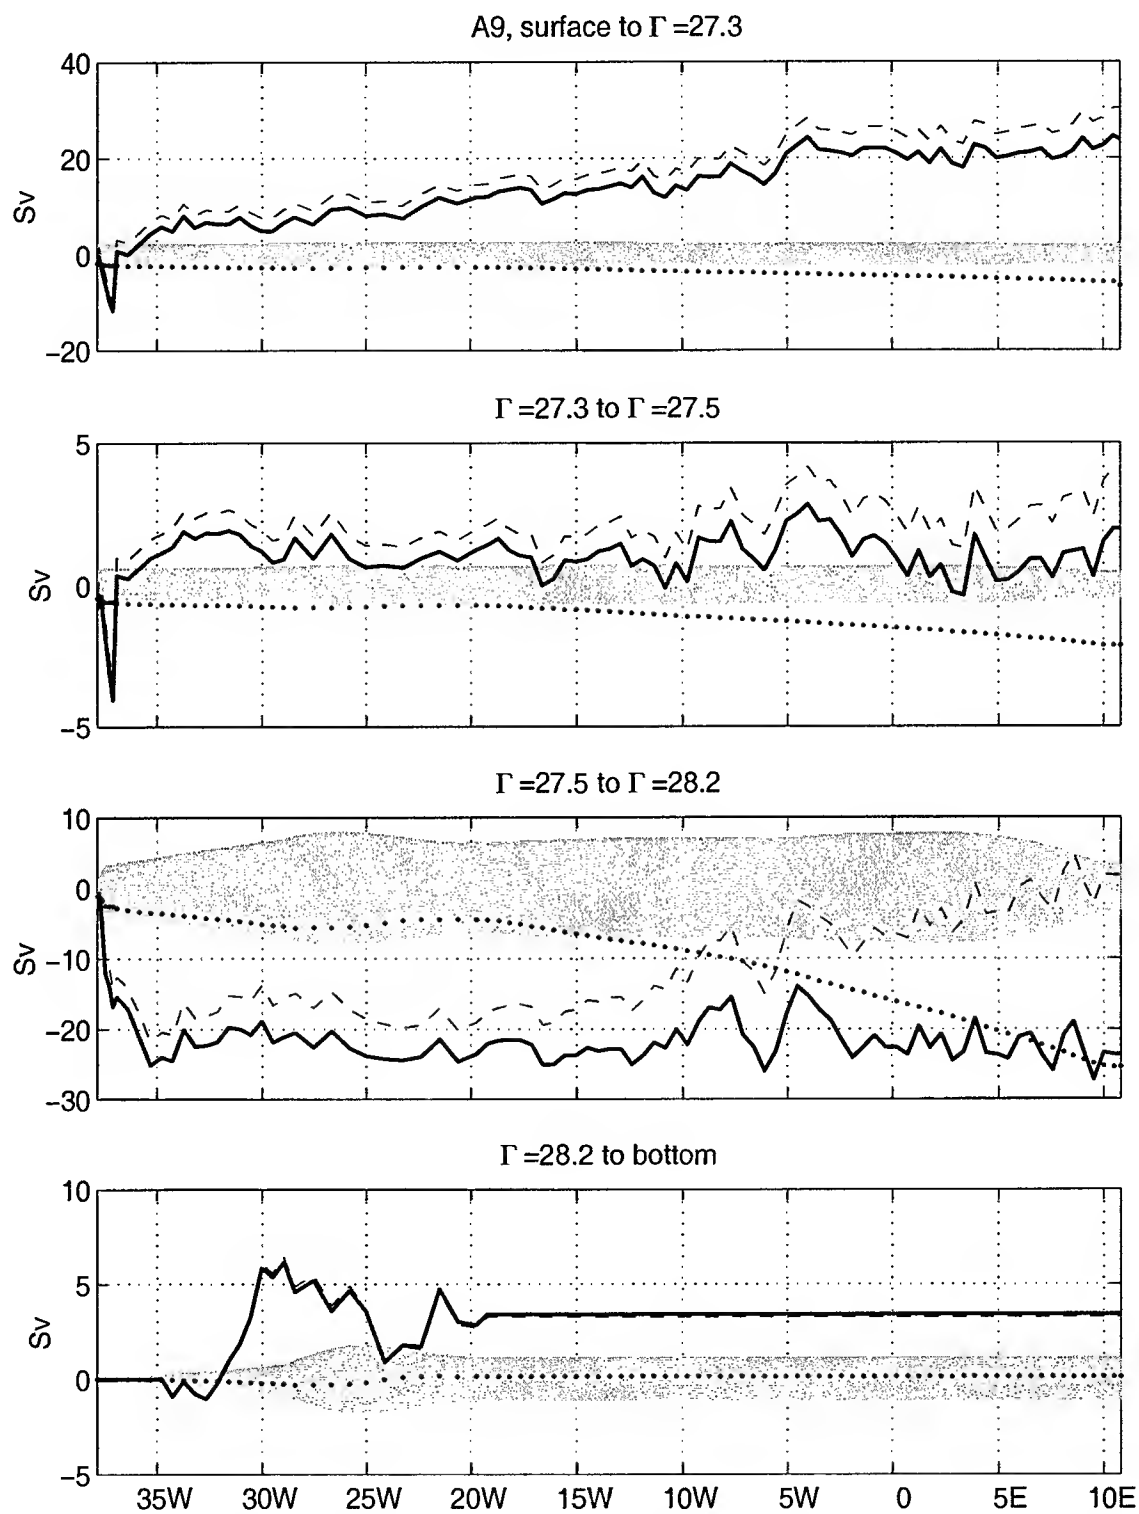 A9, surface to Γ =27.3
40
20
0
−20
Sv
Γ =27.3 to Γ =27.5
5
0
−5
Sv
Γ =27.5 to Γ =28.2
10
0
−10
−20
−30
Sv
Γ =28.2 to bottom
10
5
0
−5
Sv
35W 30W 25W 20W 15W 10W 5W 0 5E 10E